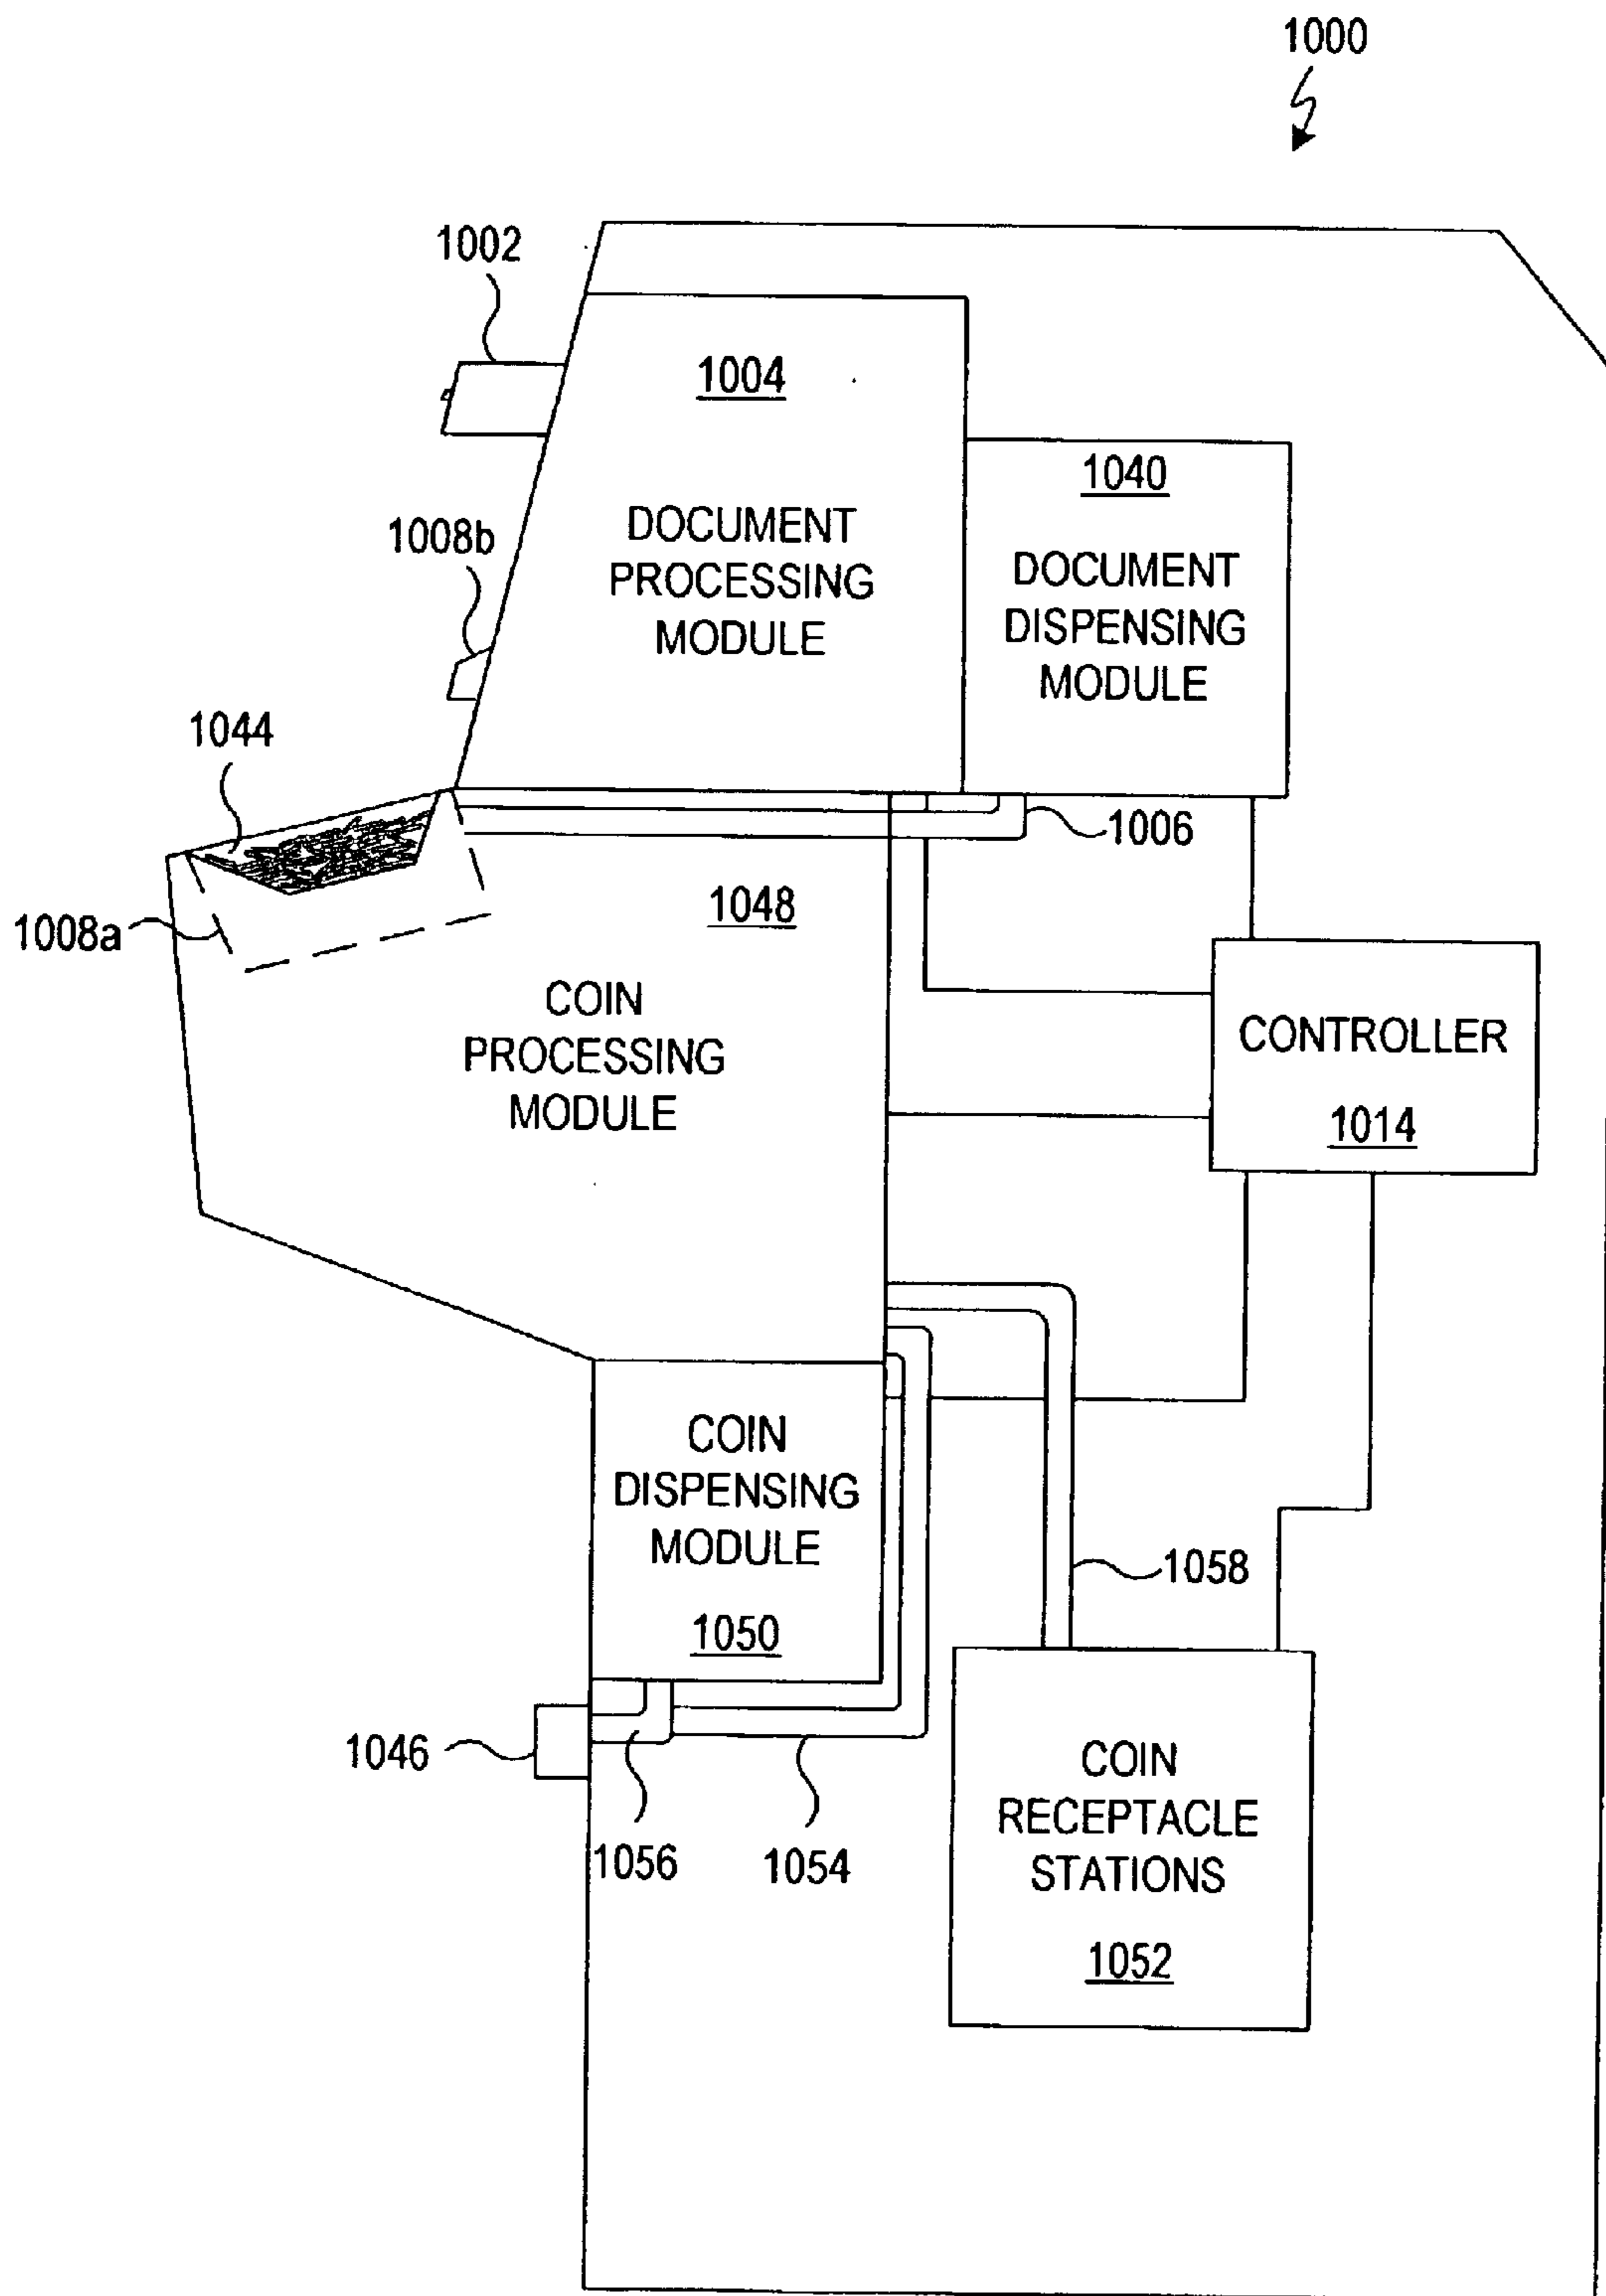 1000
1002
1004
DOCUMENT
PROCESSING
MODULE
1040
DOCUMENT
DISPENSING
MODULE
1008b
1044
1006
1008a
1048
COIN
PROCESSING
MODULE
CONTROLLER
1014
COIN
DISPENSING
MODULE
1050
1058
1046
1056
1054
COIN
RECEPTACLE
STATIONS
1052